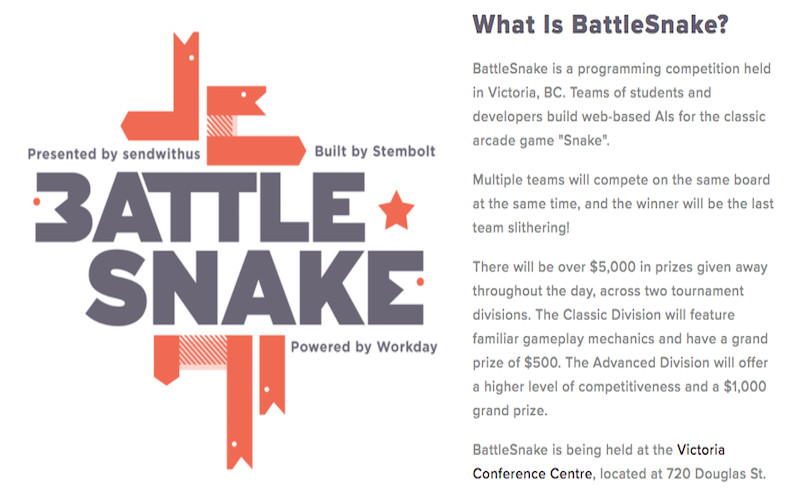 Presented by sendwithus
Built by Stembolt
BATTLE
SNAKE
Powered by Workday
What Is BattleSnake?
BattleSnake is a programming competition held
in Victoria, BC. Teams of students and
developers build web-based AIs for the classic
arcade game "Snake".
Multiple teams will compete on the same board
at the same time, and the winner will be the last
team slithering!
There will be over $5,000 in prizes given away
throughout the day, across two tournament
divisions. The Classic Division will feature
familiar gameplay mechanics and have a grand
prize of $500. The Advanced Division will offer
a higher level of competitiveness and a $1,000
grand prize.
BattleSnake is being held at the Victoria
Conference Centre, located at 720 Douglas St.